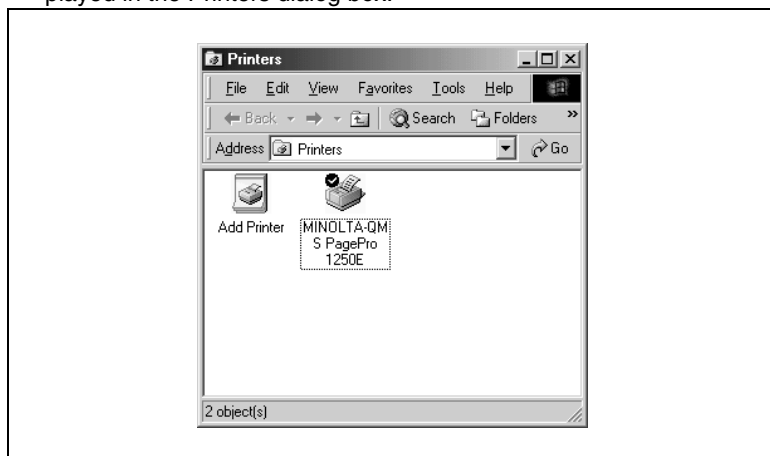 played in the Printers dialog box.
Printers
File Edit View Favorites Tools Help
Back Search Folders »
Address Printers Go
Add Printer
MINOLTA-QM
S PagePro
1250E
2 object(s)